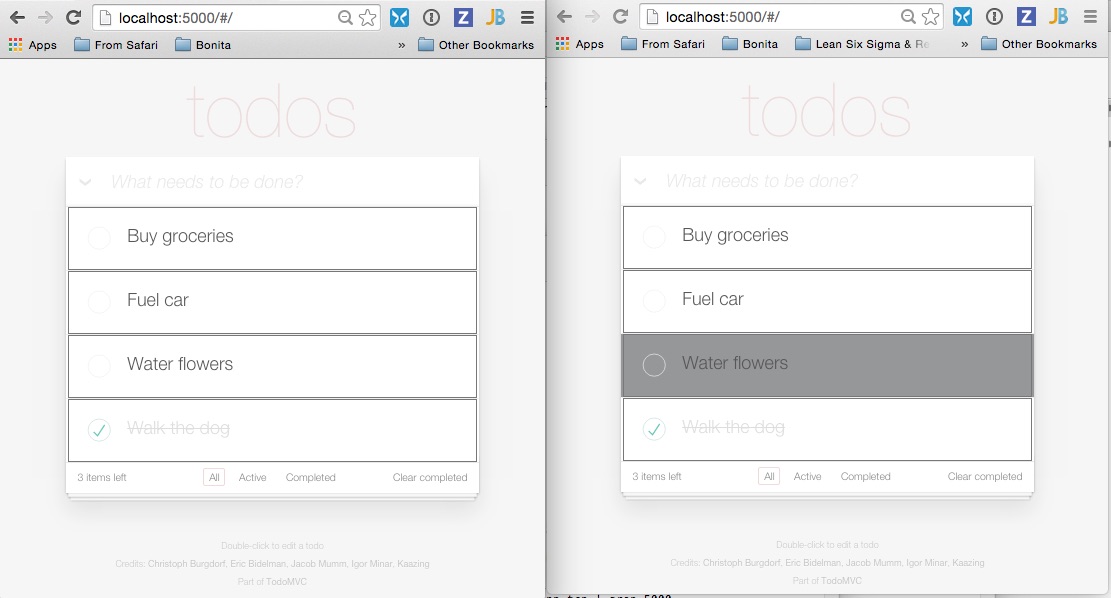 localhost:5000/#/
Apps From Safari Bonita » Other Bookmarks
todos
What needs to be done?
Buy groceries
Fuel car
Water flowers
Walk the dog
3 items left All Active Completed Clear completed
Double-click to edit a todo
Credits: Christoph Burgdorf, Eric Bidelman, Jacob Mumm, Igor Minar, Kaazing
Part of TodoMVC
localhost:5000/#/
Apps From Safari Bonita Lean Six Sigma & Re » Other Bookmarks
todos
What needs to be done?
Buy groceries
Fuel car
Water flowers
Walk the dog
3 items left All Active Completed Clear completed
Double-click to edit a todo
Credits: Christoph Burgdorf, Eric Bidelman, Jacob Mumm, Igor Minar, Kaazing
Part of TodoMVC